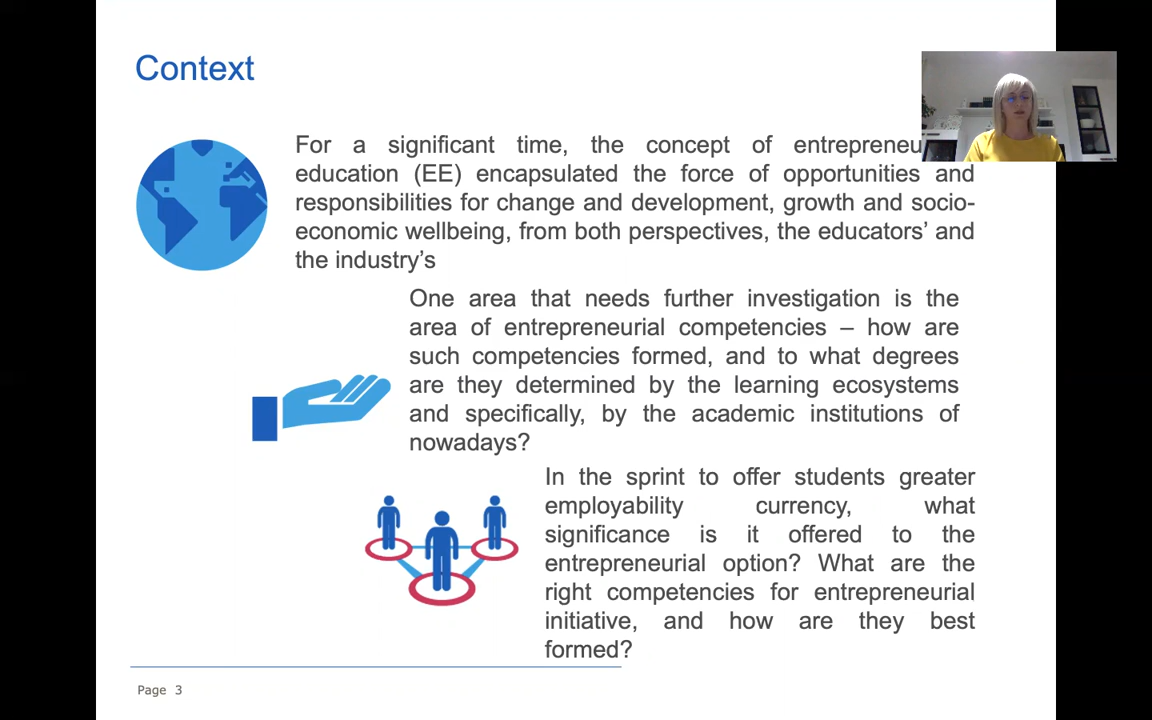 Context
For a significant time, the concept of
education (EE) encapsulated the force of opportunities and
responsibilities for change and development, growth and socio-
economic wellbeing, from both perspectives, the educators’ and
the industry’s
One area that needs further investigation is the
area of entrepreneurial competencies – how are
such competencies formed, and to what degrees
are they determined by the learning ecosystems
and specifically, by the academic institutions of
nowadays?
In the sprint to offer students greater
employability currency, what
significance is it offered to the
entrepreneurial option? What are the
right competencies for entrepreneurial
initiative, and how are they best
formed?
Page 3